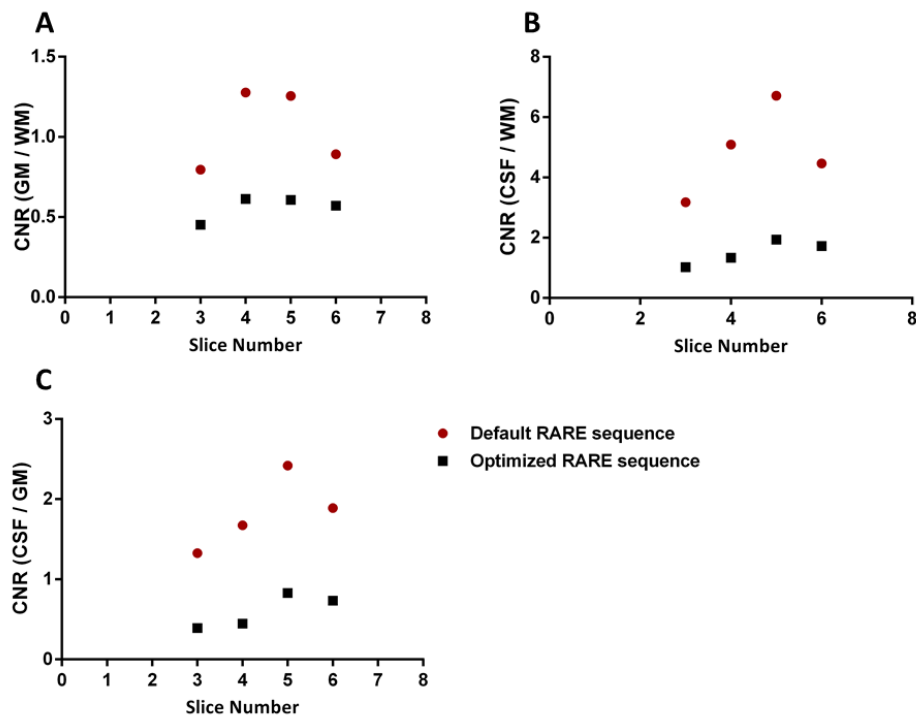 A
CNR (GM / WM)
1.5
1.0
0.5
0.0
0 1 2 3 4 5 6 7 8
Slice Number
B
CNR (CSF / WM)
8
6
4
2
0
0 2 4 6 8
Slice Number
C
CNR (CSF / GM)
3
2
1
0
0 1 2 3 4 5 6 7 8
Slice Number
Default RARE sequence
Optimized RARE sequence